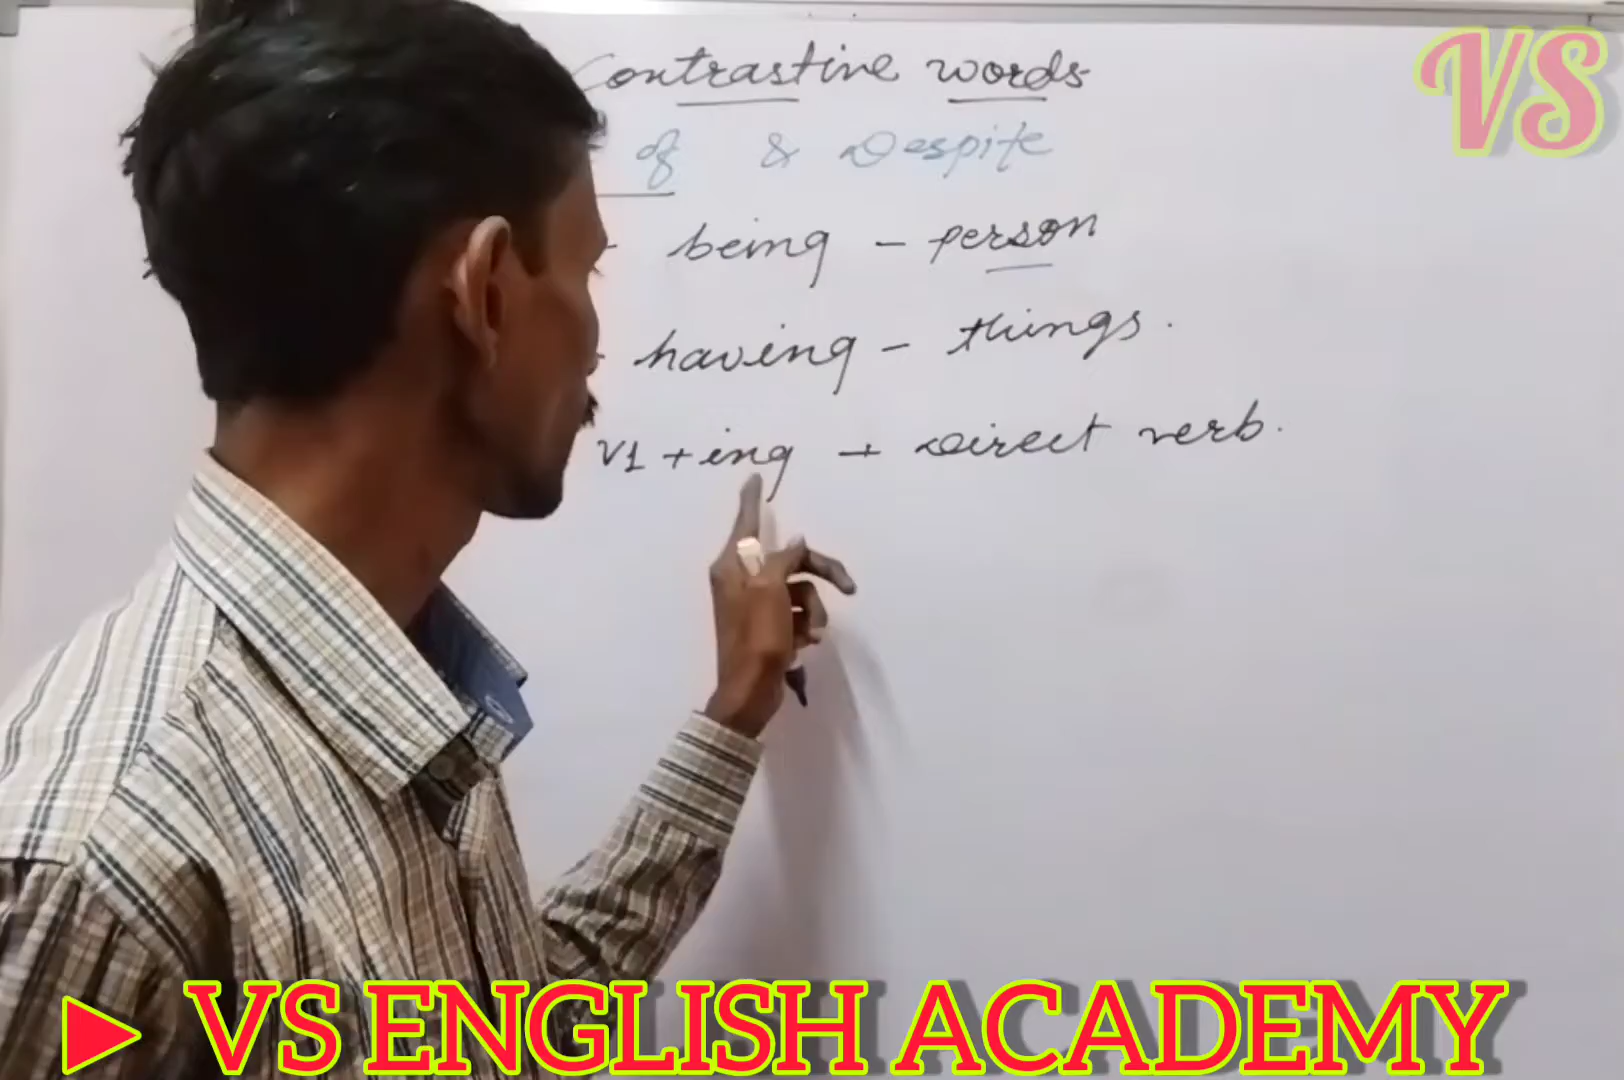 Contrastive words
of & Despite
- being - person
- having - things.
V1 + ing → Direct verb.
VS
VS ENGLISH ACADEMY